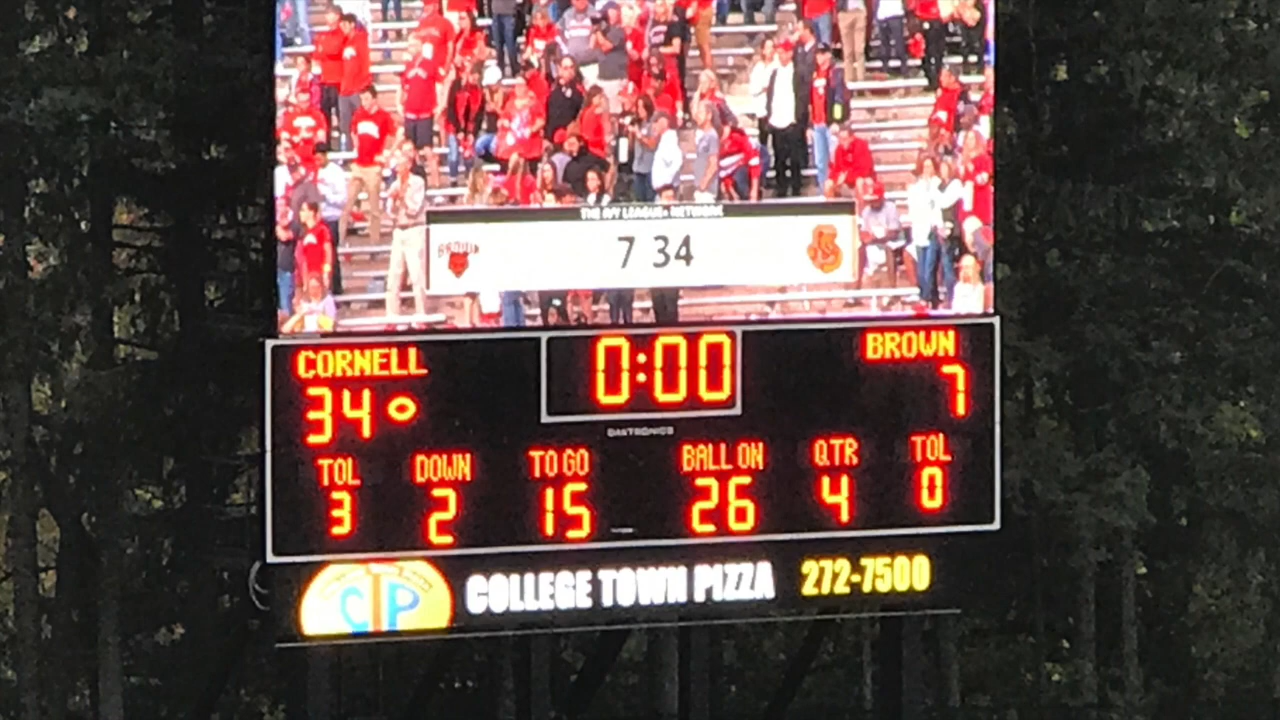 THE IVY LEAGUE NETWORK
BROWN 7 34
CORNELL 0:00 BROWN
34 7
DAKTRONICS
TOL DOWN TO GO BALL ON QTR TOL
3 2 15 26 4 0
CTP COLLEGE TOWN PIZZA 272-7500